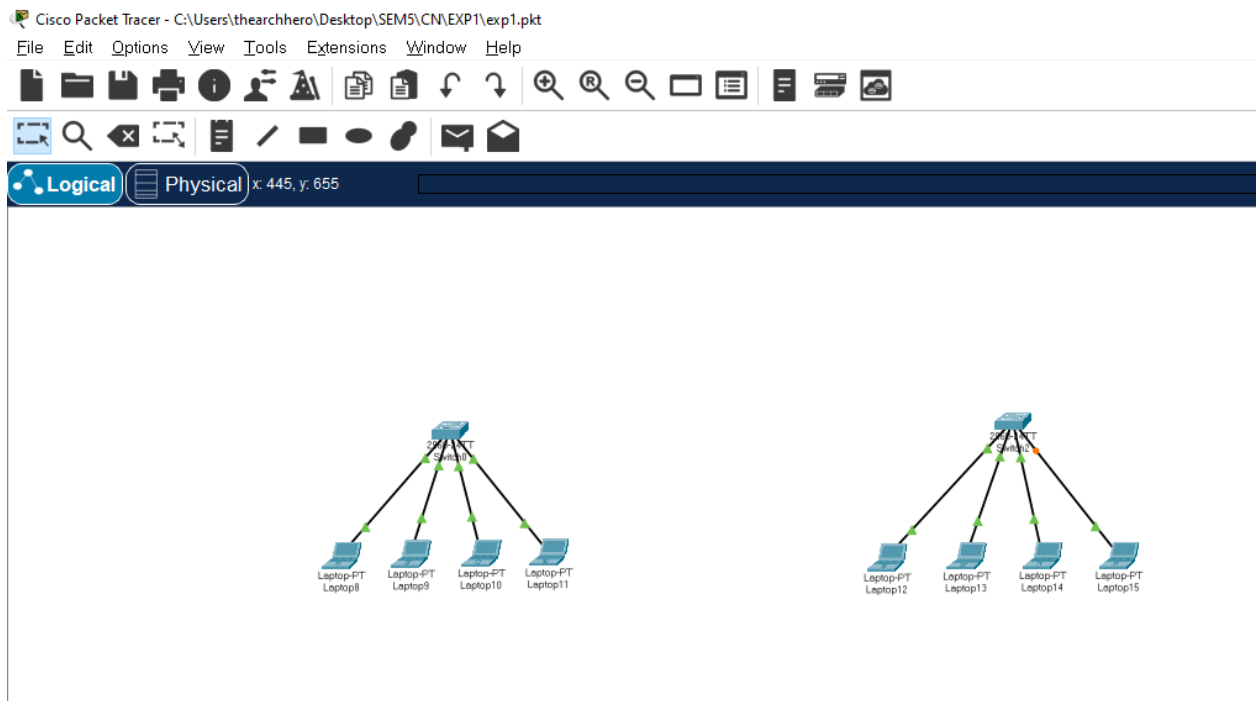 Cisco Packet Tracer - C:\Users\thearchhero\Desktop\SEM5\CN\EXP1\exp1.pkt
File Edit Options View Tools Extensions Window Help
Logical Physical x: 445, y: 655
Switch0
Switch2
Laptop-PT Laptop-PT Laptop-PT Laptop-PT
Laptop8 Laptop9 Laptop10 Laptop11
Laptop-PT Laptop-PT Laptop-PT Laptop-PT
Laptop12 Laptop13 Laptop14 Laptop15